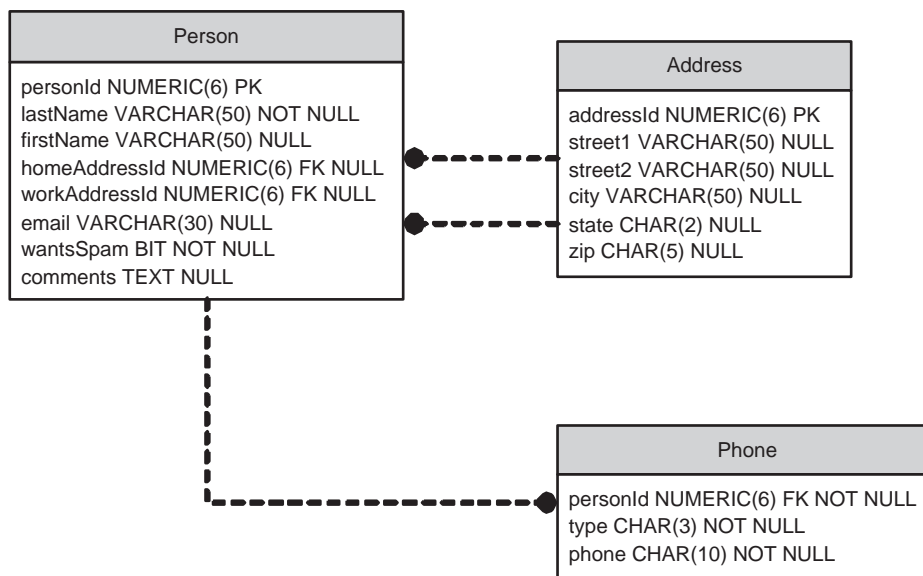 Person
personId NUMERIC(6) PK
lastName VARCHAR(50) NOT NULL
firstName VARCHAR(50) NULL
homeAddressId NUMERIC(6) FK NULL
workAddressId NUMERIC(6) FK NULL
email VARCHAR(30) NULL
wantsSpam BIT NOT NULL
comments TEXT NULL
Address
addressId NUMERIC(6) PK
street1 VARCHAR(50) NULL
street2 VARCHAR(50) NULL
city VARCHAR(50) NULL
state CHAR(2) NULL
zip CHAR(5) NULL
Phone
personId NUMERIC(6) FK NOT NULL
type CHAR(3) NOT NULL
phone CHAR(10) NOT NULL